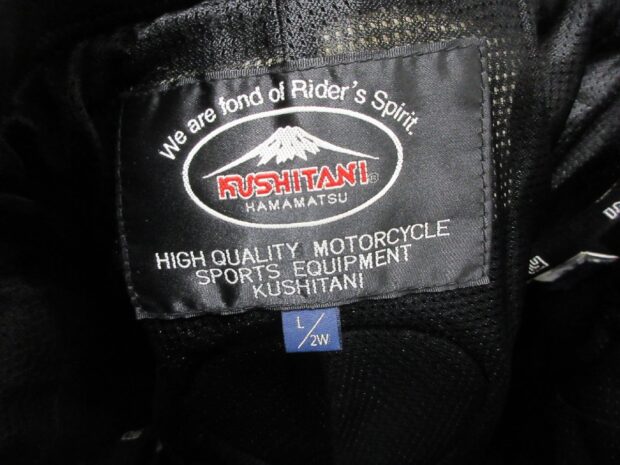 We are fond of Rider's Spirit.
KUSHITANI®
HAMAMATSU
HIGH QUALITY MOTORCYCLE
SPORTS EQUIPMENT
KUSHITANI
L/2W